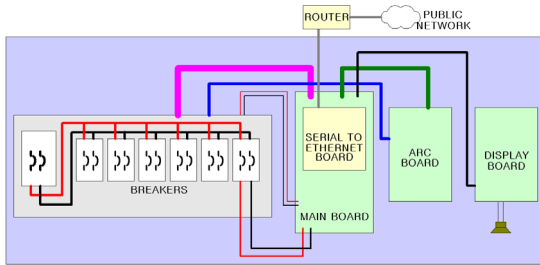 ROUTER
PUBLIC
NETWORK
SERIAL TO
ETHERNET
BOARD
ARC
BOARD
DISPLAY
BOARD
BREAKERS
MAIN BOARD